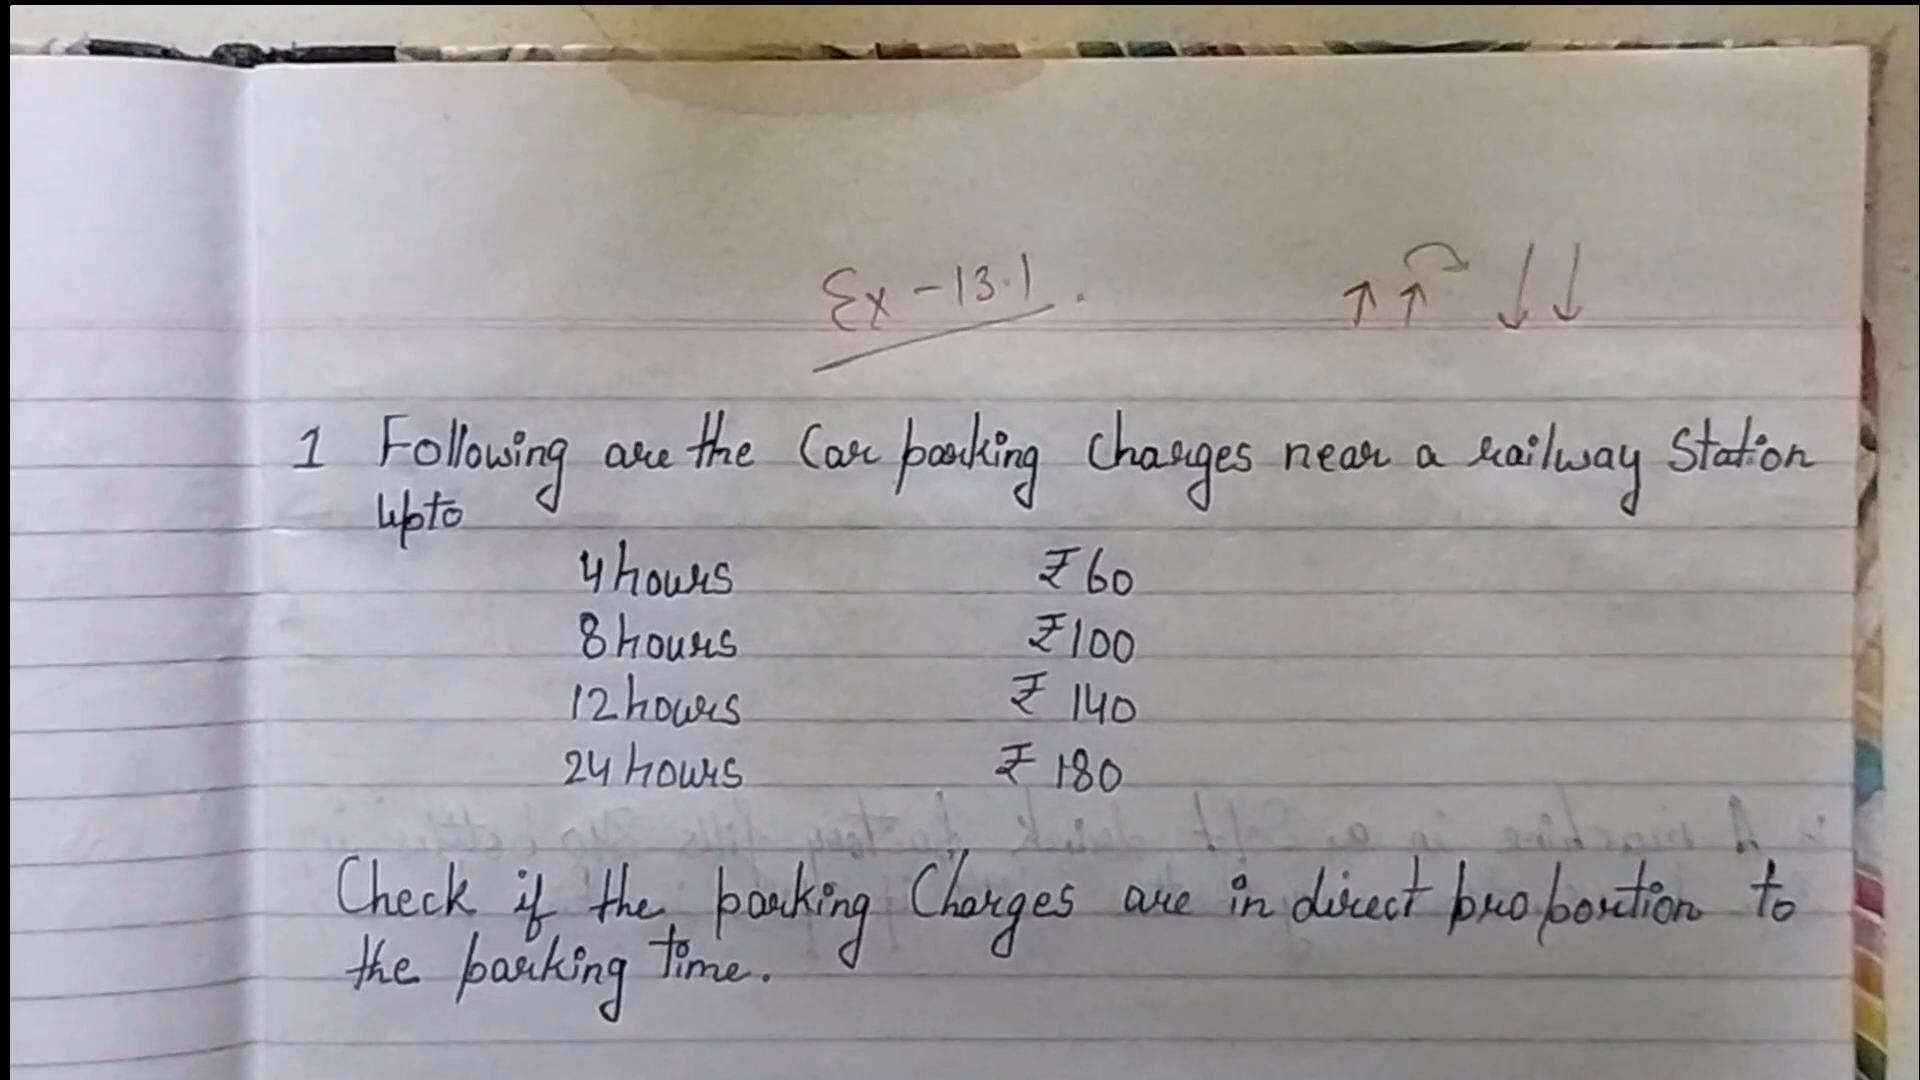 Ex - 13.1.
1 Following are the Car parking Charges near a railway Station
upto
4 hours ₹ 60
8 hours ₹ 100
12 hours ₹ 140
24 hours ₹ 180
Check if the parking Charges are in direct proportion to
the parking time.